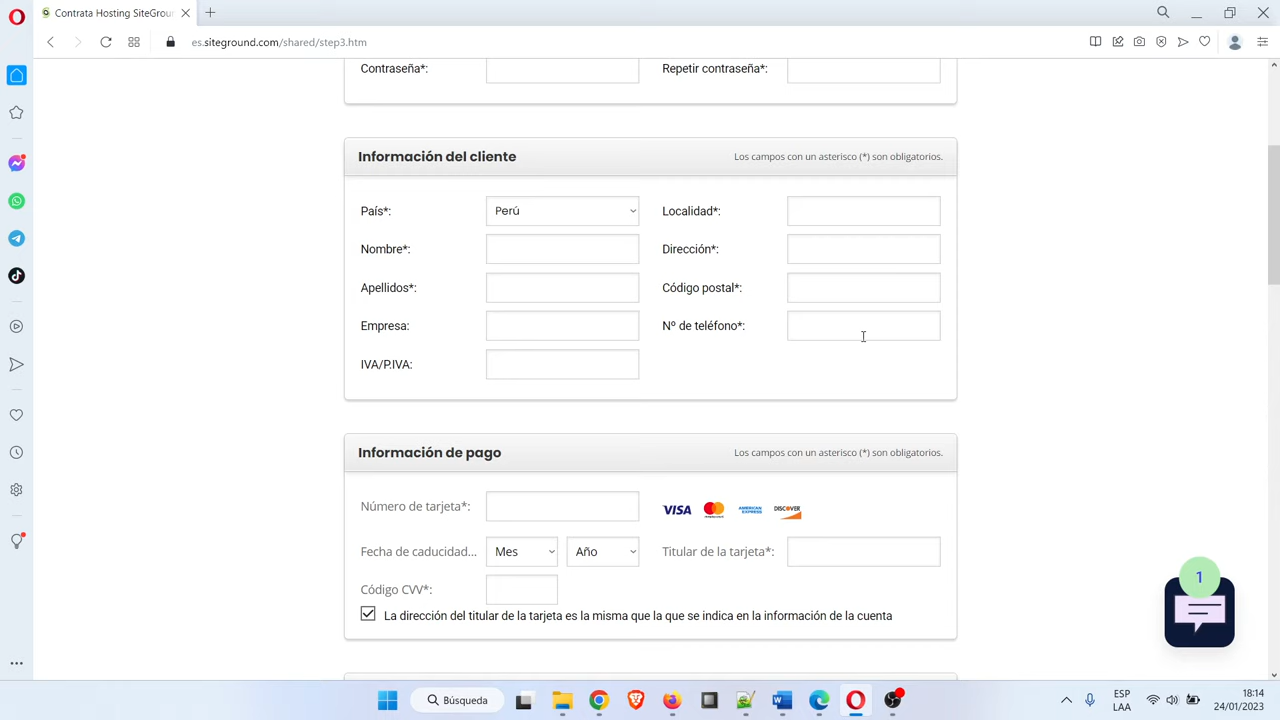 Contrata Hosting SiteGroun
es.siteground.com/shared/step3.htm
Contraseña*:
Repetir contraseña*:
Información del cliente
Los campos con un asterisco (*) son obligatorios.
País*:
Perú
Localidad*:
Nombre*:
Dirección*:
Apellidos*:
Código postal*:
Empresa:
Nº de teléfono*:
IVA/P.IVA:
Información de pago
Los campos con un asterisco (*) son obligatorios.
Número de tarjeta*:
VISA
AMERICAN EXPRESS
DISCOVER
Fecha de caducidad...
Mes
Año
Titular de la tarjeta*:
Código CVV*:
La dirección del titular de la tarjeta es la misma que la que se indica en la información de la cuenta
1
Búsqueda
ESP
LAA
18:14
24/01/2023